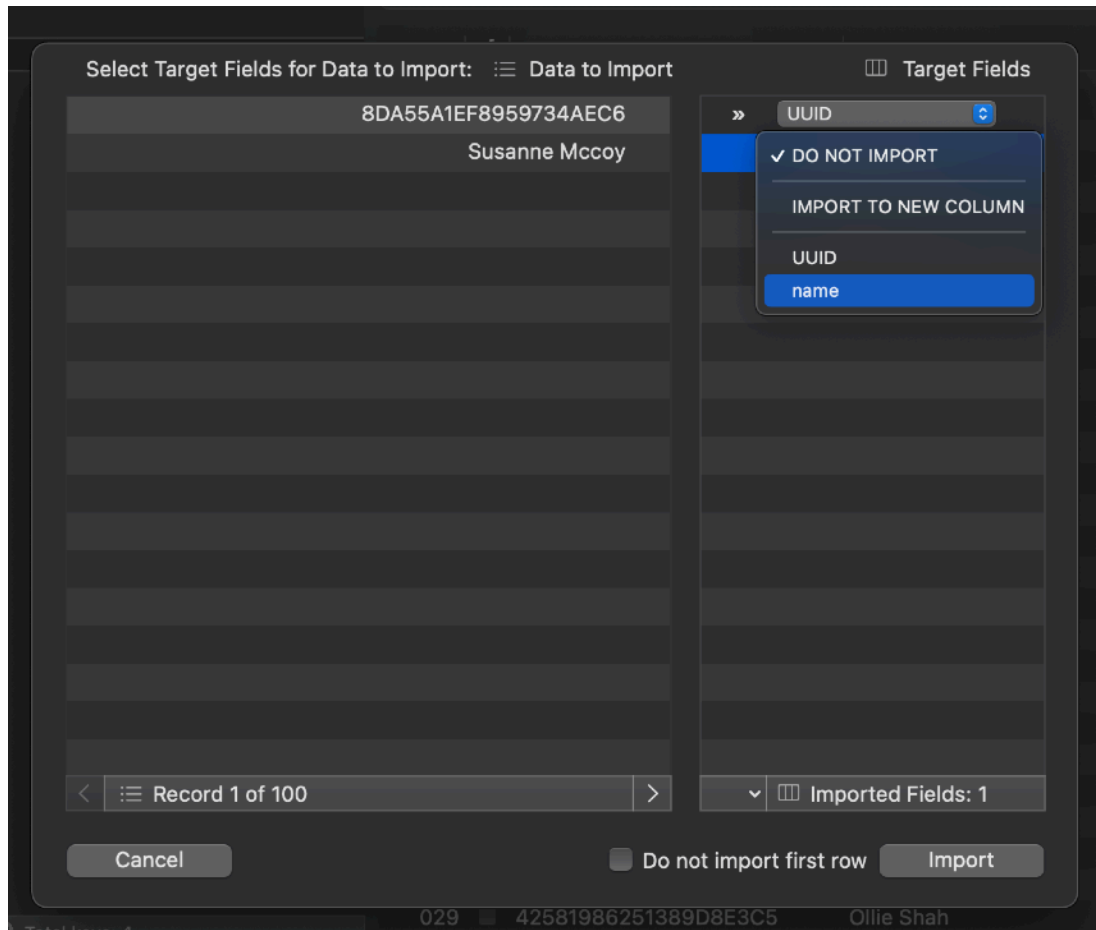 Select Target Fields for Data to Import: Data to Import Target Fields
8DA55A1EF8959734AEC6 » UUID
Susanne Mccoy ✓ DO NOT IMPORT
IMPORT TO NEW COLUMN
UUID
name
< Record 1 of 100 > Imported Fields: 1
Cancel Do not import first row Import
029 42581986251389D8E3C5 Ollie Shah